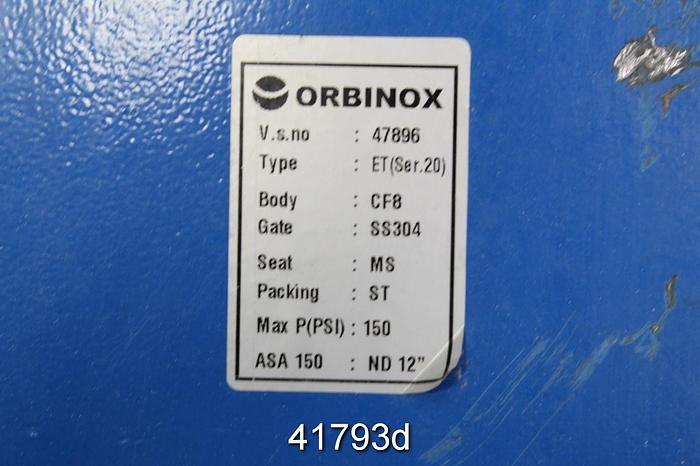 ORBINOX
V.s.no : 47896
Type : ET(Ser.20)
Body : CF8
Gate : SS304
Seat : MS
Packing : ST
Max P(PSI) : 150
ASA 150 : ND 12"
41793d